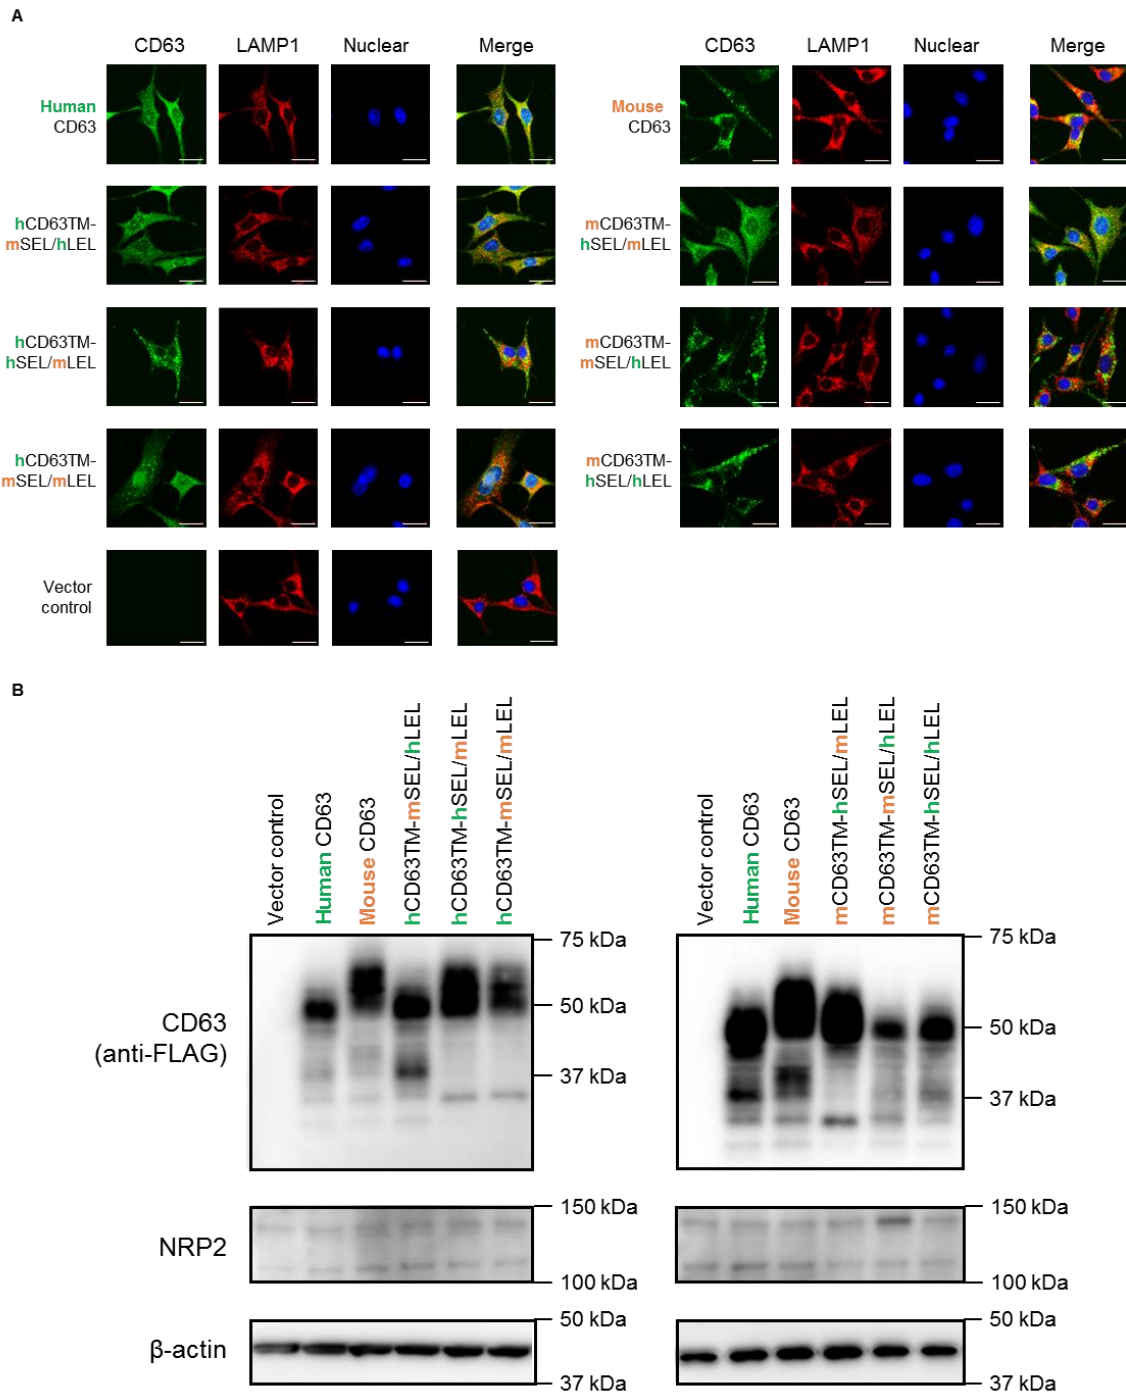 A
CD63 LAMP1 Nuclear Merge
CD63 LAMP1 Nuclear Merge
Human
CD63
Mouse
CD63
hCD63TM-
mSEL/hLEL
mCD63TM-
hSEL/mLEL
hCD63TM-
hSEL/mLEL
mCD63TM-
mSEL/hLEL
hCD63TM-
mSEL/mLEL
mCD63TM-
hSEL/hLEL
Vector
control
B
Vector control
Human CD63
Mouse CD63
hCD63TM-mSEL/hLEL
hCD63TM-hSEL/mLEL
hCD63TM-mSEL/mLEL
Vector control
Human CD63
Mouse CD63
mCD63TM-hSEL/mLEL
mCD63TM-mSEL/hLEL
mCD63TM-hSEL/hLEL
CD63
(anti-FLAG)
75 kDa
50 kDa
37 kDa
75 kDa
50 kDa
37 kDa
NRP2
150 kDa
100 kDa
150 kDa
100 kDa
β-actin
50 kDa
37 kDa
50 kDa
37 kDa